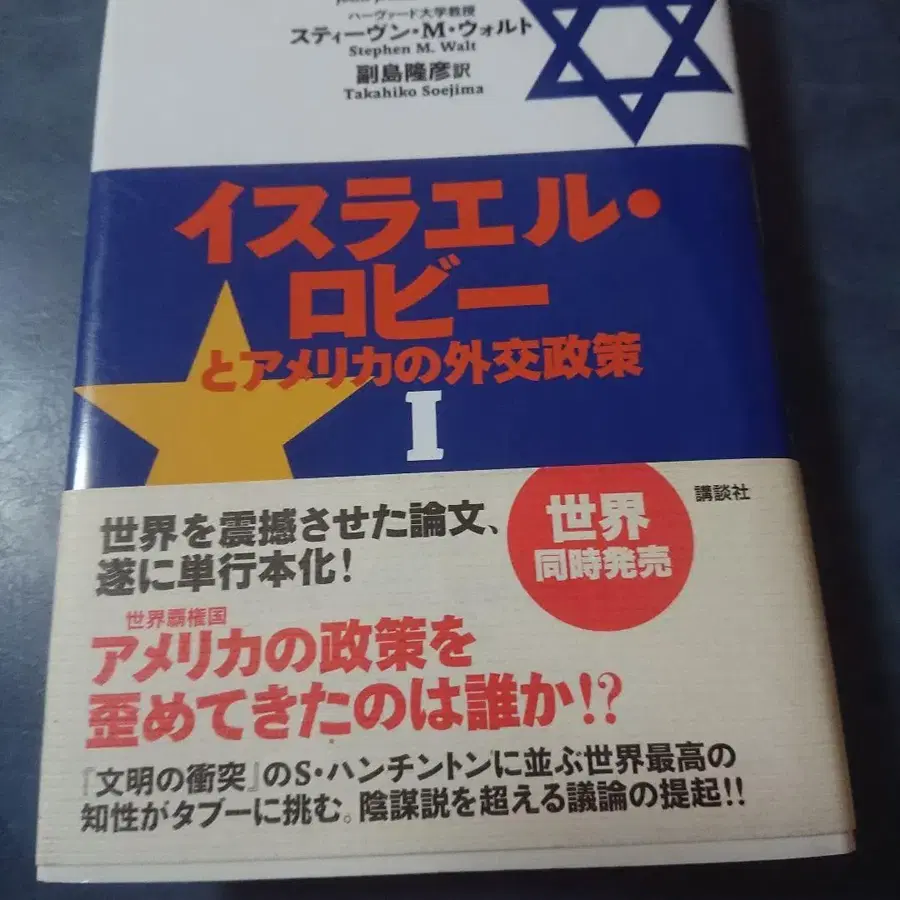 ハーヴァード大学教授
スティーヴン・M・ウォルト
Stephen M. Walt
副島隆彦訳
Takahiko Soejima
イスラエル・
ロビー
とアメリカの外交政策
I
講談社
世界
同時発売
世界を震撼させた論文、
遂に単行本化!
世界覇権国
アメリカの政策を
歪めてきたのは誰か!?
『文明の衝突』のS・ハンチントンに並ぶ世界最高の
知性がタブーに挑む。陰謀説を超える議論の提起!!